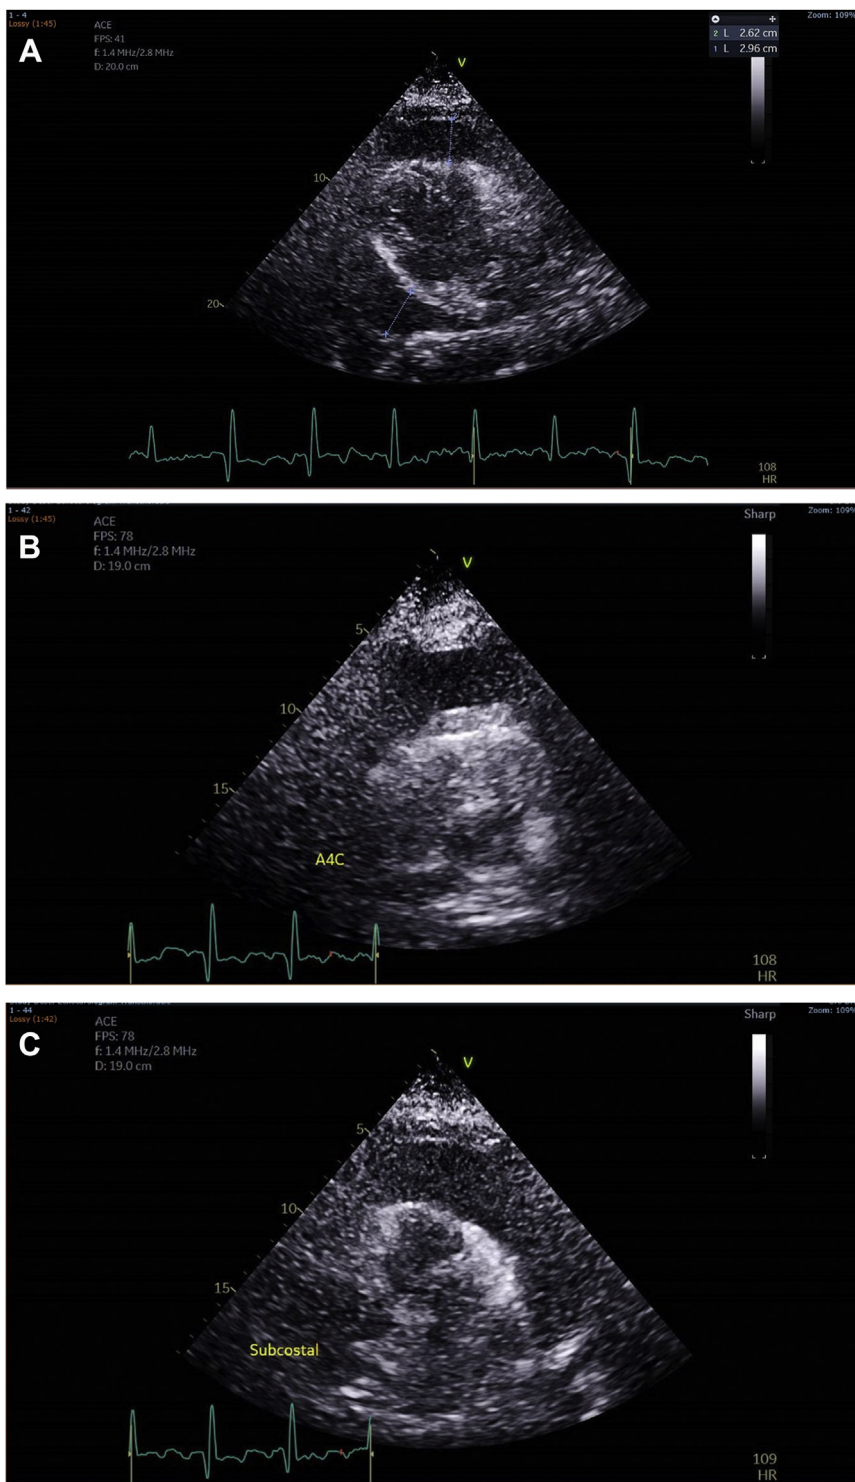 A
1 - 4
Lossy (1:45)
ACE
FPS: 41
f: 1.4 MHz/2.8 MHz
D: 20.0 cm
Zoom: 109%
2 L 2.62 cm
1 L 2.96 cm
V
10
20
108
HR
B
1 - 42
Lossy (1:45)
ACE
FPS: 78
f: 1.4 MHz/2.8 MHz
D: 19.0 cm
Zoom: 109%
Sharp
V
5
10
15
A4C
108
HR
C
1 - 44
Lossy (1:42)
ACE
FPS: 78
f: 1.4 MHz/2.8 MHz
D: 19.0 cm
Zoom: 109%
Sharp
V
5
10
15
Subcostal
109
HR